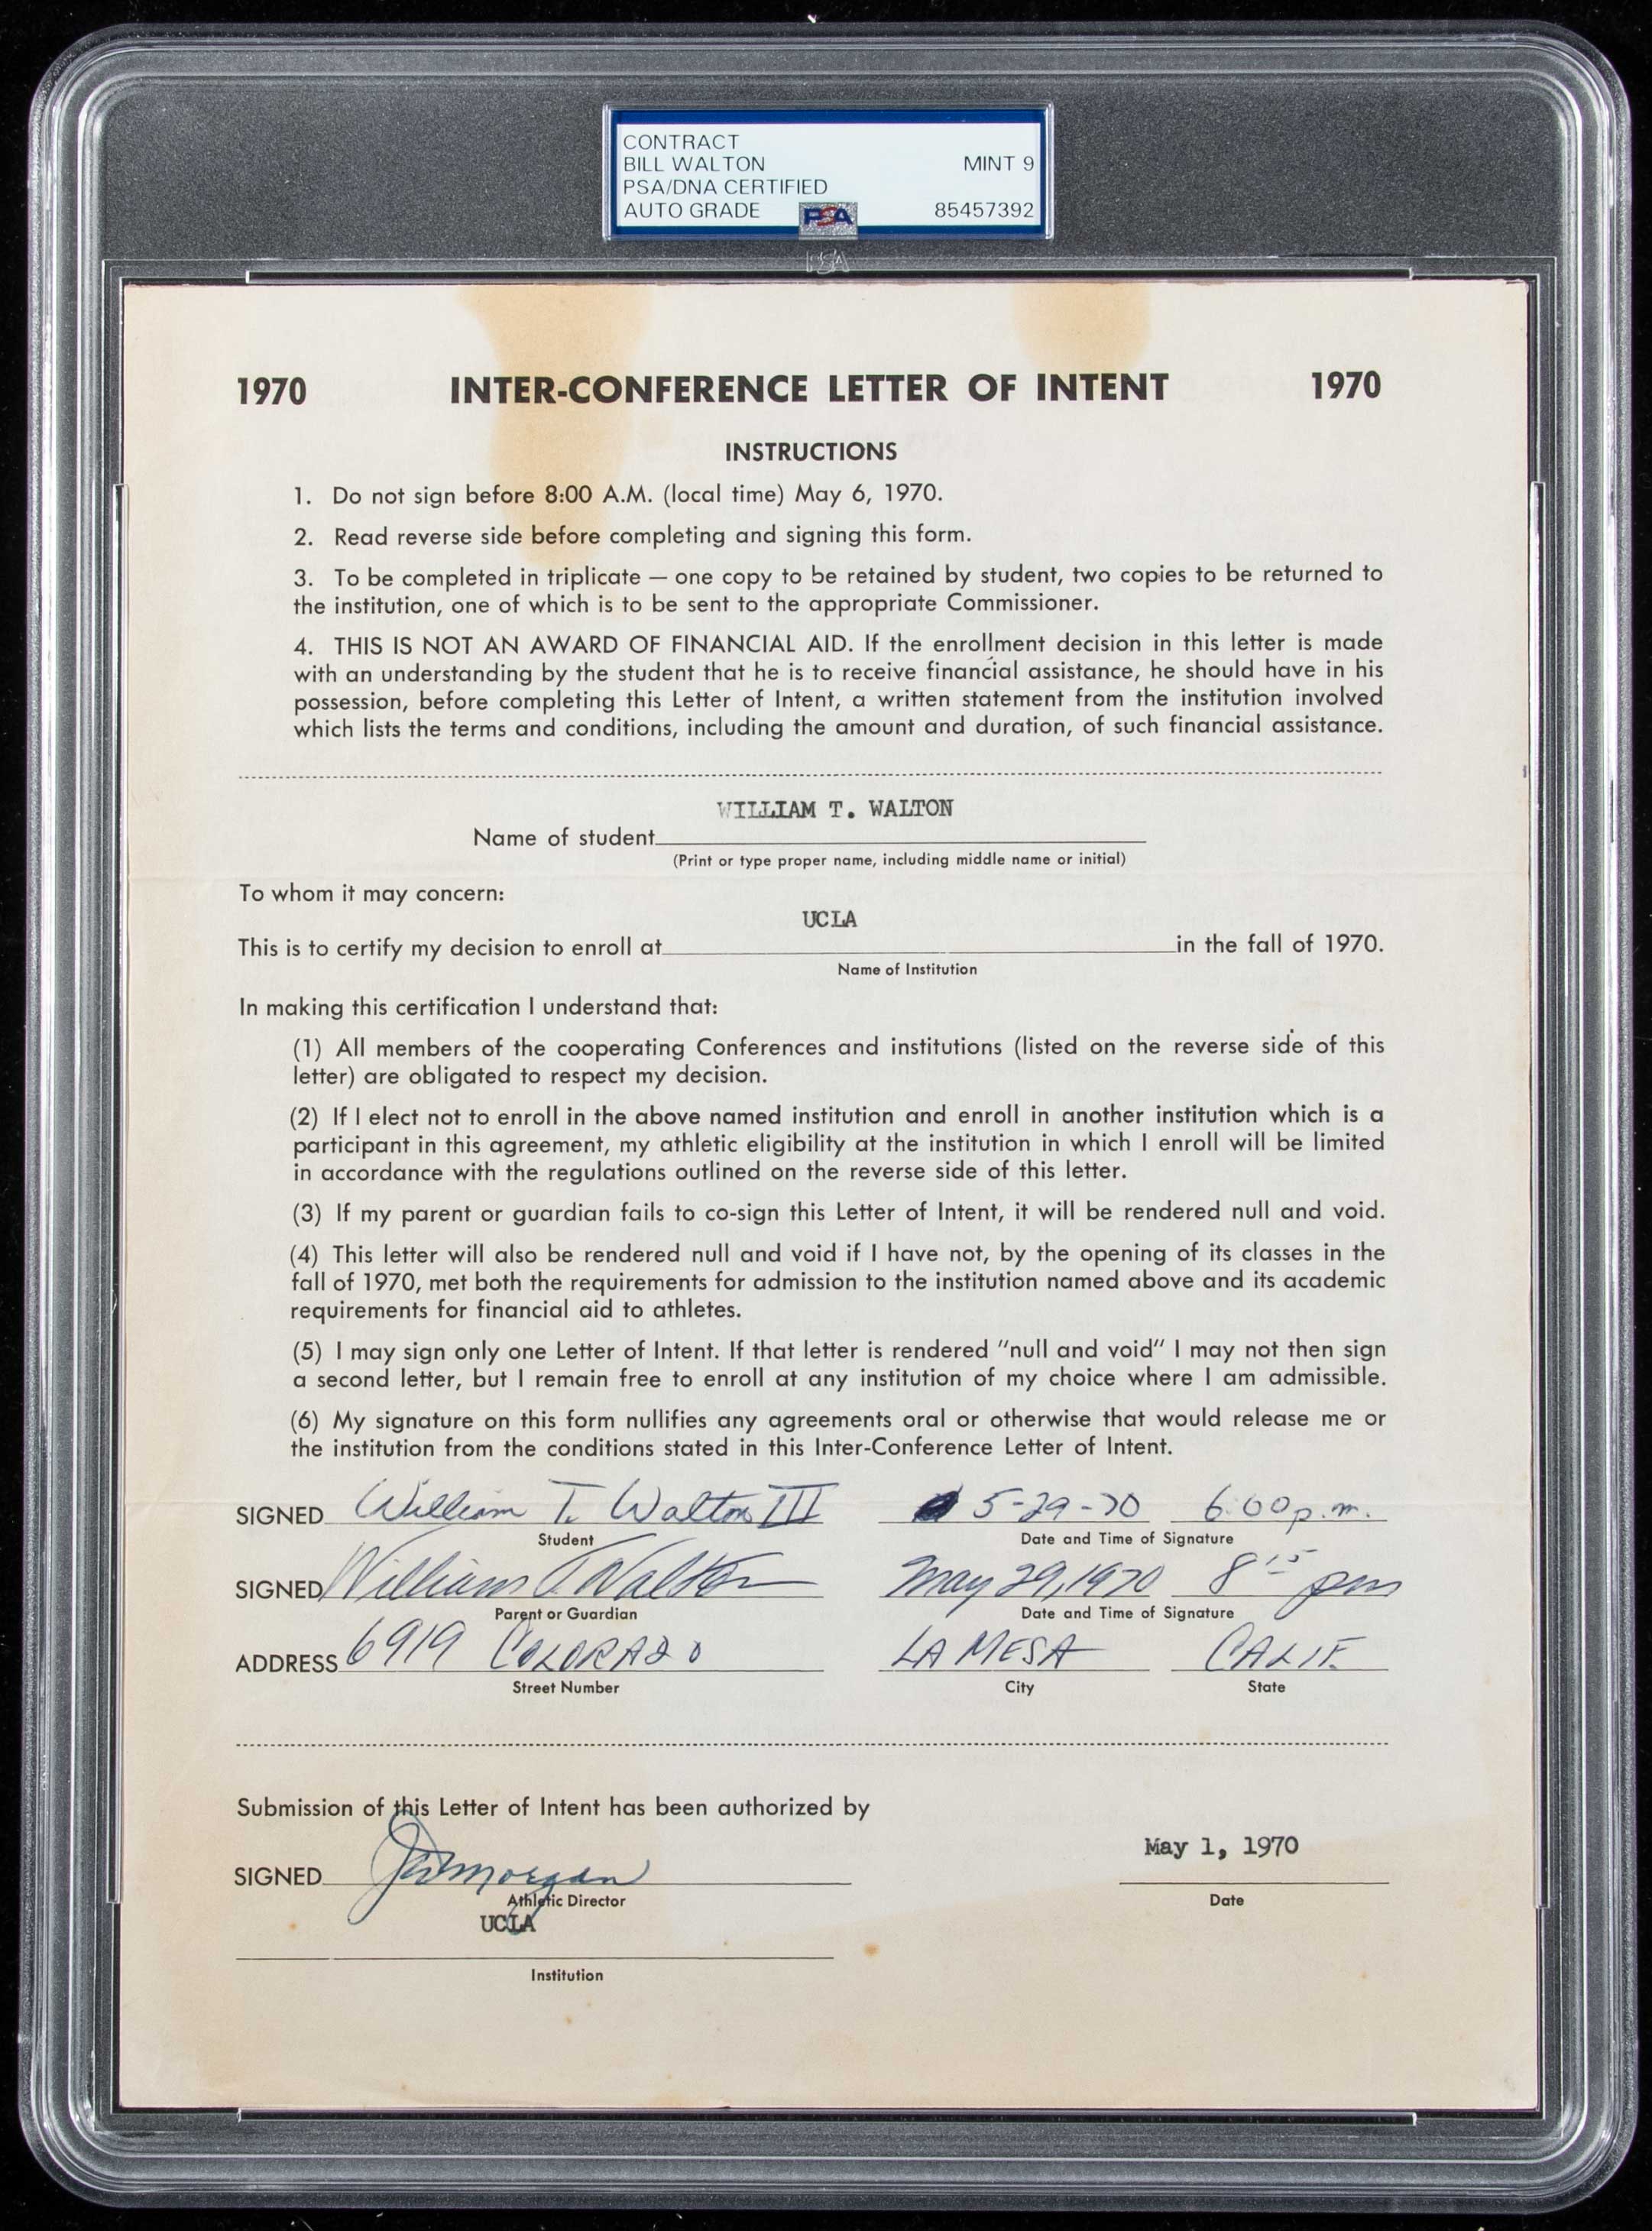 CONTRACT
BILL WALTON MINT 9
PSA/DNA CERTIFIED
AUTO GRADE PSA 85457392
PSA
1970 INTER-CONFERENCE LETTER OF INTENT 1970
INSTRUCTIONS
1. Do not sign before 8:00 A.M. (local time) May 6, 1970.
2. Read reverse side before completing and signing this form.
3. To be completed in triplicate — one copy to be retained by student, two copies to be returned to
the institution, one of which is to be sent to the appropriate Commissioner.
4. THIS IS NOT AN AWARD OF FINANCIAL AID. If the enrollment decision in this letter is made
with an understanding by the student that he is to receive financial assistance, he should have in his
possession, before completing this Letter of Intent, a written statement from the institution involved
which lists the terms and conditions, including the amount and duration, of such financial assistance.
WILLIAM T. WALTON
Name of student
(Print or type proper name, including middle name or initial)
To whom it may concern:
UCLA
This is to certify my decision to enroll at in the fall of 1970.
Name of Institution
In making this certification I understand that:
(1) All members of the cooperating Conferences and institutions (listed on the reverse side of this
letter) are obligated to respect my decision.
(2) If I elect not to enroll in the above named institution and enroll in another institution which is a
participant in this agreement, my athletic eligibility at the institution in which I enroll will be limited
in accordance with the regulations outlined on the reverse side of this letter.
(3) If my parent or guardian fails to co-sign this Letter of Intent, it will be rendered null and void.
(4) This letter will also be rendered null and void if I have not, by the opening of its classes in the
fall of 1970, met both the requirements for admission to the institution named above and its academic
requirements for financial aid to athletes.
(5) I may sign only one Letter of Intent. If that letter is rendered "null and void" I may not then sign
a second letter, but I remain free to enroll at any institution of my choice where I am admissible.
(6) My signature on this form nullifies any agreements oral or otherwise that would release me or
the institution from the conditions stated in this Inter-Conference Letter of Intent.
SIGNED William T. Walton III 5-29-70 6:00 p.m.
Student Date and Time of Signature
SIGNED William T. Walton May 29, 1970 8 15 pm
Parent or Guardian Date and Time of Signature
ADDRESS 6919 COLORADO LA MESA CALIF.
Street Number City State
Submission of this Letter of Intent has been authorized by
May 1, 1970
SIGNED JD Morgan
Athletic Director Date
UCLA
Institution